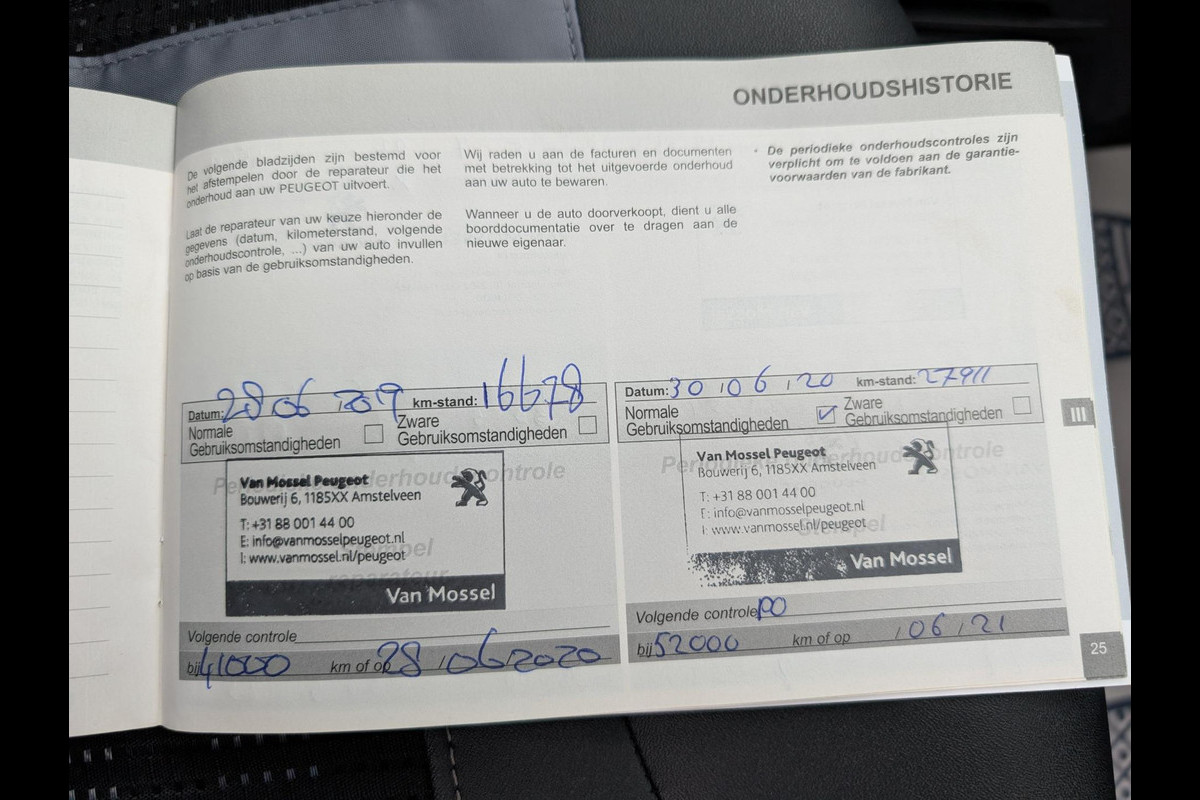 ONDERHOUDSHISTORIE
De volgende bladzijden zijn bestemd voor
het afstempelen door de reparateur die het
onderhoud aan uw PEUGEOT uitvoert.
Laat de reparateur van uw keuze hieronder de
gegevens (datum, kilometerstand, volgende
onderhoudscontrole, ...) van uw auto invullen
op basis van de gebruiksomstandigheden.
Wij raden u aan de facturen en documenten
met betrekking tot het uitgevoerde onderhoud
aan uw auto te bewaren.
Wanneer u de auto doorverkoopt, dient u alle
boorddocumentatie over te dragen aan de
nieuwe eigenaar.
• De periodieke onderhoudscontroles zijn
verplicht om te voldoen aan de garantie-
voorwaarden van de fabrikant.
Datum: 28 06 2019 km-stand: 16678
Normale
Gebruiksomstandigheden
Zware
Gebruiksomstandigheden
Periodieke onderhoudscontrole
Van Mossel Peugeot
Bouwerij 6, 1185XX Amstelveen
T: +31 88 001 44 00
E: info@vanmosselpeugeot.nl
I: www.vanmossel.nl/peugeot
Stempel
reparateur
Van Mossel
Volgende controle
bij 41000 km of op 28 / 06 2020
Datum: 30 / 06 / 20 km-stand: 27911
Normale
Gebruiksomstandigheden
Zware
Gebruiksomstandigheden
Periodieke onderhoudscontrole
Van Mossel Peugeot
Bouwerij 6, 1185XX Amstelveen
T: +31 88 001 44 00
E: info@vanmosselpeugeot.nl
I: www.vanmossel.nl/peugeot
Stempel
Van Mossel
Volgende controle PO
bij 52000 km of op / 06 / 21
III
25